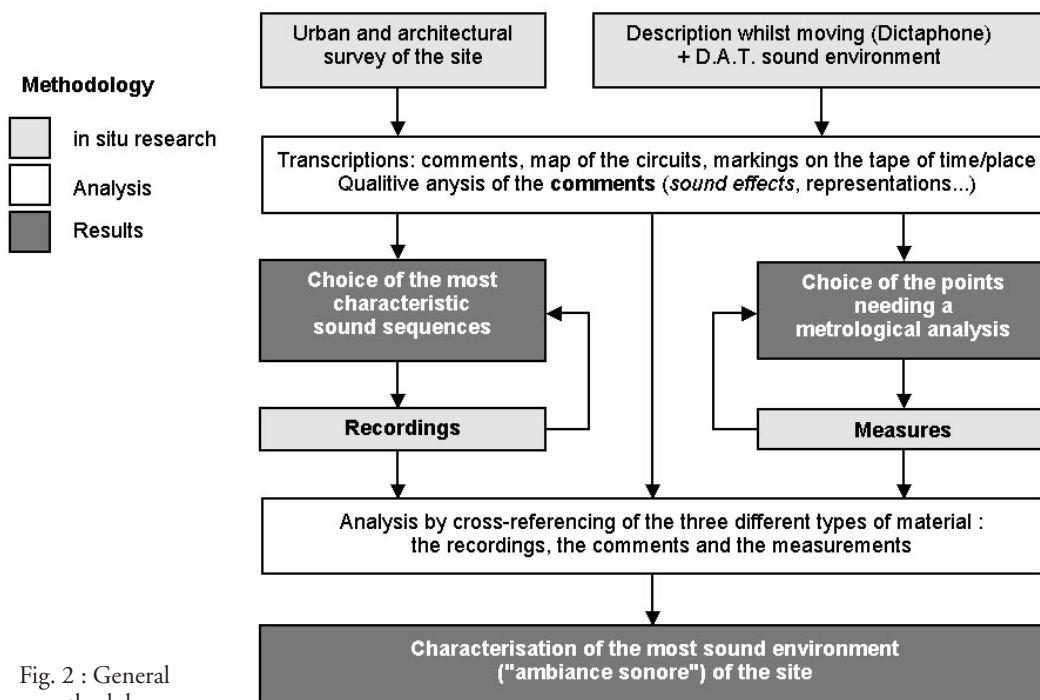 Urban and architectural
survey of the site
Description whilst moving (Dictaphone)
+ D.A.T. sound environment
Methodology
in situ research
Analysis
Results
Transcriptions: comments, map of the circuits, markings on the tape of time/place
Qualitive anysis of the comments (sound effects, representations...)
Choice of the most
characteristic
sound sequences
Choice of the points
needing a
metrological analysis
Recordings
Measures
Analysis by cross-referencing of the three different types of material :
the recordings, the comments and the measurements
Characterisation of the most sound environment
("ambiance sonore") of the site
Fig. 2 : General